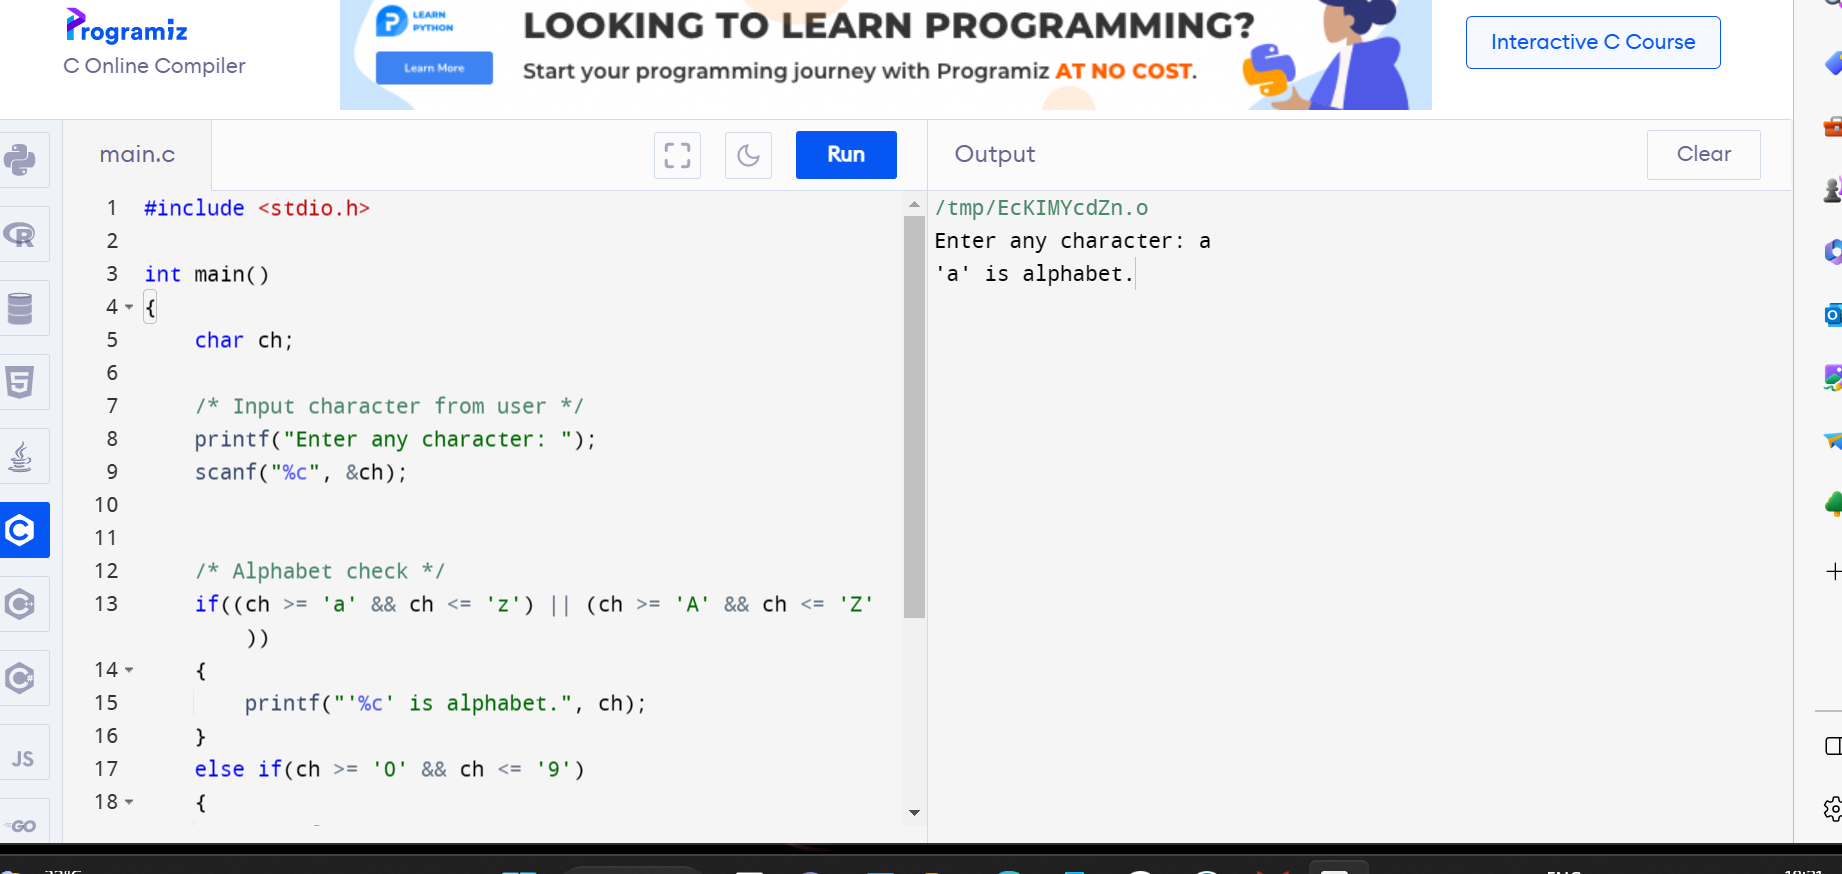 Programiz
C Online Compiler
LEARN
PYTHON
Learn More
LOOKING TO LEARN PROGRAMMING?
Start your programming journey with Programiz AT NO COST.
Interactive C Course
main.c
Run
Output
Clear
1 #include <stdio.h>
2
3 int main()
4 {
5 char ch;
6
7 /* Input character from user */
8 printf("Enter any character: ");
9 scanf("%c", &ch);
10
11
12 /* Alphabet check */
13 if((ch >= 'a' && ch <= 'z') || (ch >= 'A' && ch <= 'Z'
))
14 {
15 printf("'%c' is alphabet.", ch);
16 }
17 else if(ch >= '0' && ch <= '9')
18 {
/tmp/EcKIMYcdZn.o
Enter any character: a
'a' is alphabet.
JS
GO